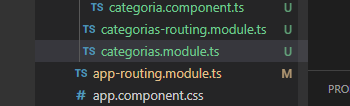 TS categoria.component.ts U
TS categorias-routing.module.ts U
TS categorias.module.ts U
TS app-routing.module.ts M
# app.component.css
PRO